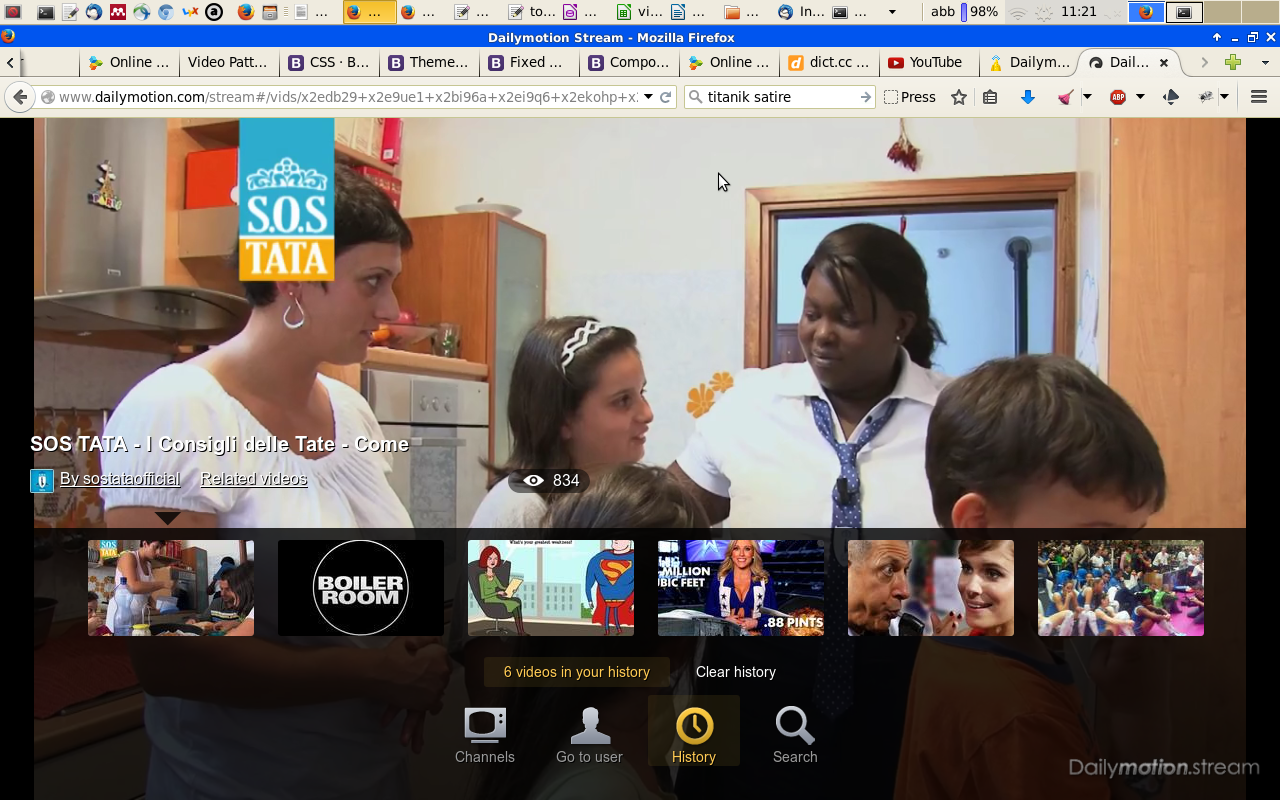 ... ... ... ... to... ... vi... ... ... In... ... abb 98% 11:21
Dailymotion Stream - Mozilla Firefox
Online ... Video Patt... CSS · B... Theme... Fixed ... Compo... Online ... dict.cc ... YouTube Dailym... Dail...
www.dailymotion.com/stream#/vids/x2edb29+x2e9ue1+x2bi96a+x2ei9q6+x2ekohp+x: titanik satire Press ABP
S.O.S
TATA
SOS TATA - I Consigli delle Tate - Come
By sostataofficial Related videos 834
BOILER
ROOM
What's your greatest weakness?
MILLION
BIC FEET
.88 PINTS
6 videos in your history Clear history
Channels Go to user History Search
Dailymotion.stream